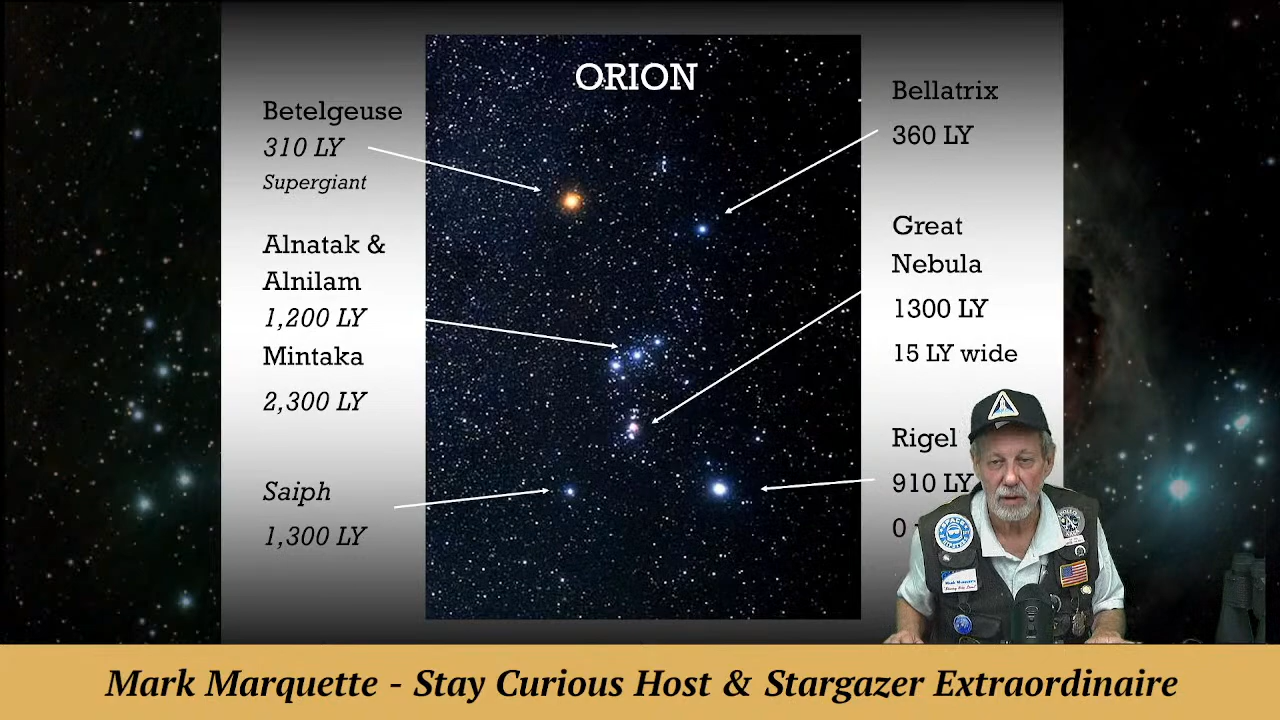 ORION
Betelgeuse
310 LY
Supergiant
Alnatak &
Alnilam
1,200 LY
Mintaka
2,300 LY
Saiph
1,300 LY
Bellatrix
360 LY
Great
Nebula
1300 LY
15 LY wide
Rigel
910 LY
0
SPACE
Mark Marquette - Stay Curious Host & Stargazer Extraordinaire